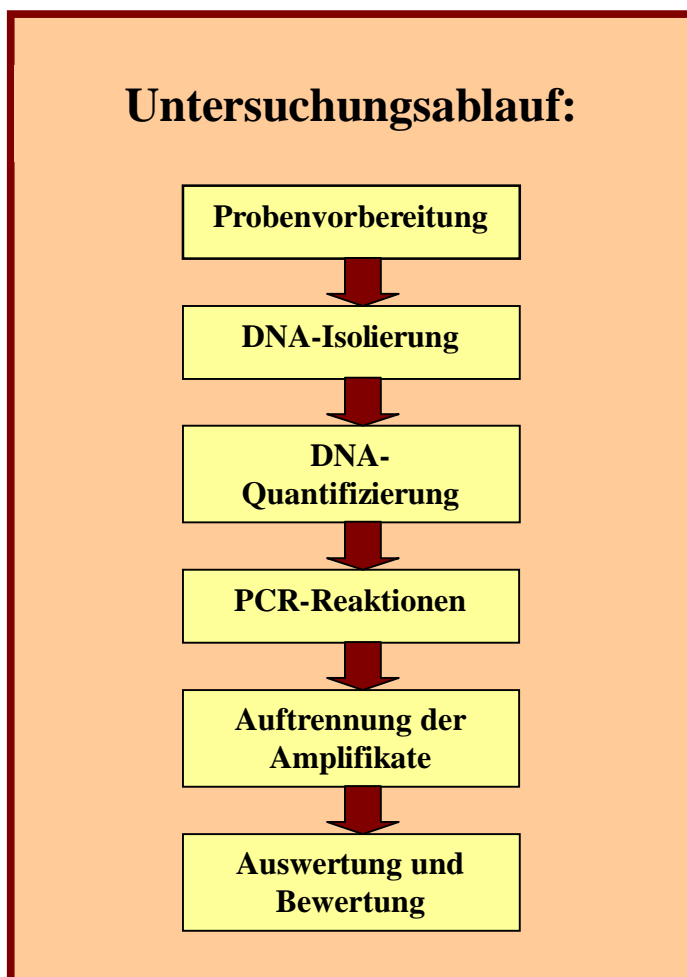 Untersuchungsablauf:
Probenvorbereitung
DNA-Isolierung
DNA-
Quantifizierung
PCR-Reaktionen
Auftrennung der
Amplifikate
Auswertung und
Bewertung